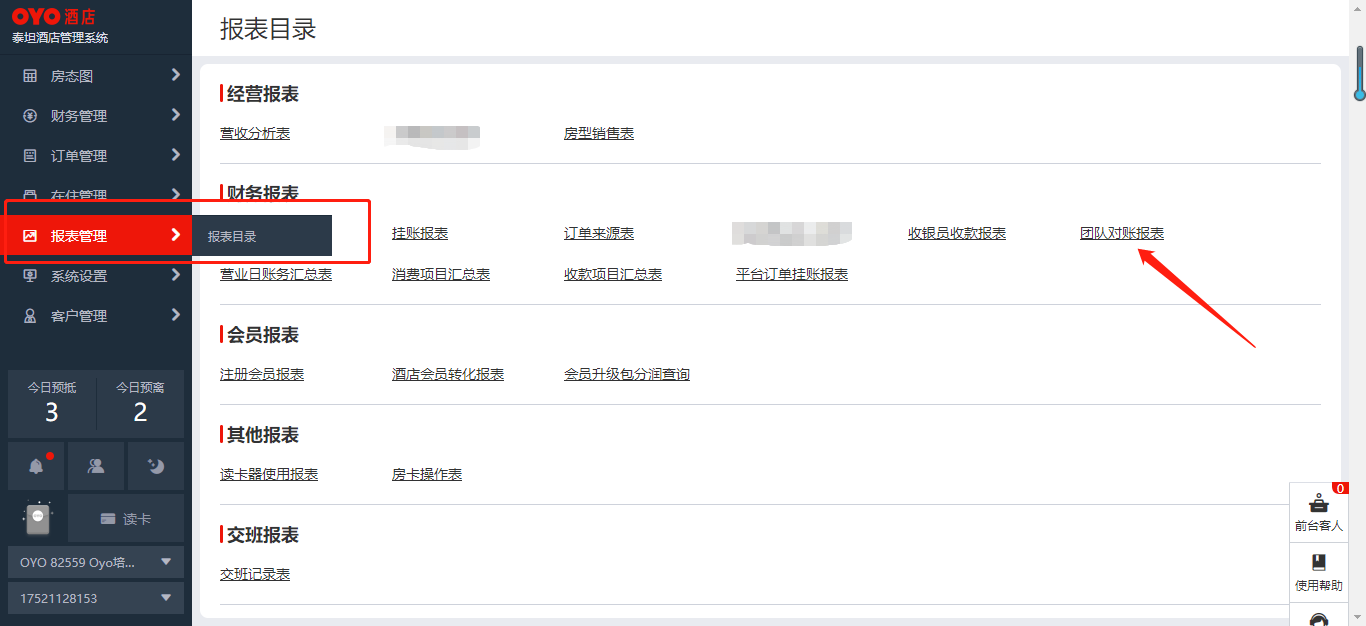 OYO 酒店
泰坦酒店管理系统
房态图
财务管理
订单管理
在住管理
报表管理
报表目录
系统设置
客户管理
今日预抵 今日预离
3 2
读卡
OYO 82559 Oyo培...
17521128153
报表目录
经营报表
营收分析表 房型销售表
财务报表
挂账报表 订单来源表 收银员收款报表 团队对账报表
营业日账务汇总表 消费项目汇总表 收款项目汇总表 平台订单挂账报表
会员报表
注册会员报表 酒店会员转化报表 会员升级包分润查询
其他报表
读卡器使用报表 房卡操作表
交班报表
交班记录表
0
前台客人
使用帮助